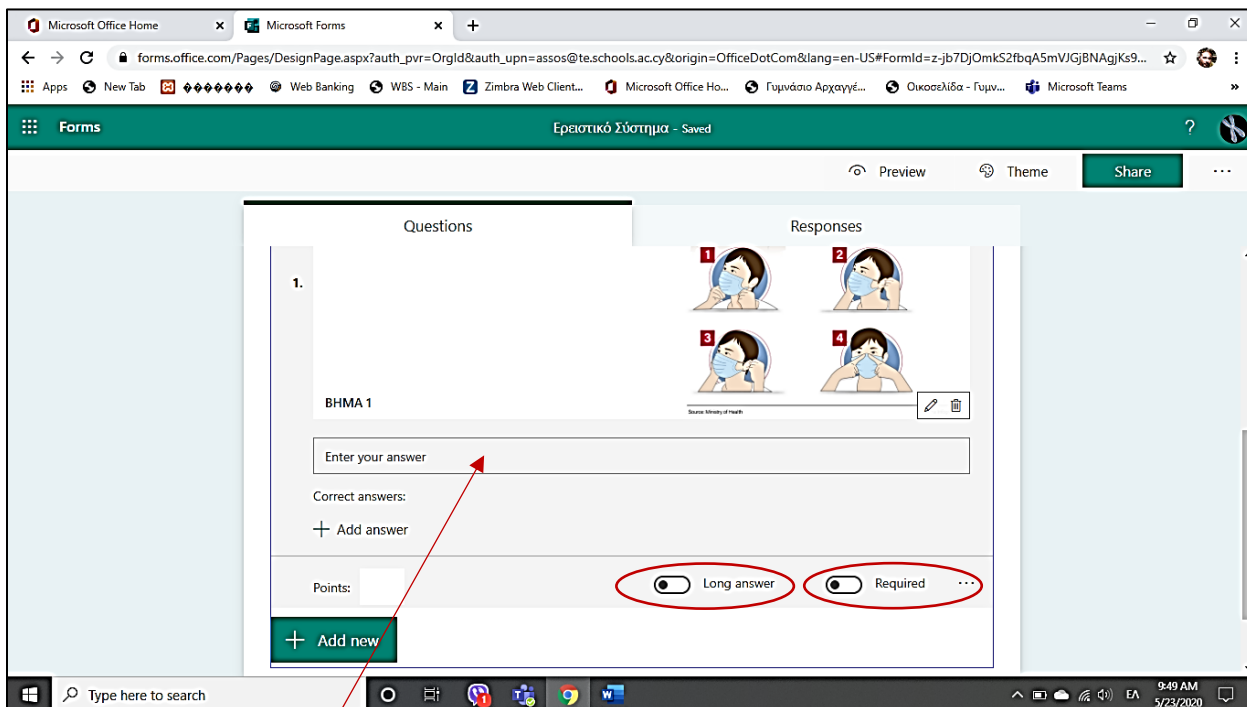 Microsoft Office Home
Microsoft Forms
forms.office.com/Pages/DesignPage.aspx?auth_pvr=OrgId&auth_upn=assos@te.schools.ac.cy&origin=OfficeDotCom&lang=en-US#FormId=z-jb7DjOmkS2fbqA5mVJGjBNAgjKs9...
Apps New Tab ������� Web Banking WBS - Main Zimbra Web Client... Microsoft Office Ho... Γυμνάσιο Αρχαγγέ... Οικοσελίδα - Γυμν... Microsoft Teams »
Forms Ερειστικό Σύστημα - Saved ?
Preview Theme Share ...
Questions Responses
1 2
1.
3 4
ΒΗΜΑ 1
Source: Ministry of Health
Enter your answer
Correct answers:
+ Add answer
Points: Long answer Required ...
+ Add new
Type here to search 1 ΕΛ 9:49 AM
5/23/2020